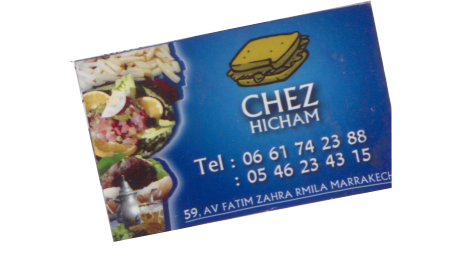 CHEZ
HICHAM
Tel : 06 61 74 23 88
: 05 46 23 43 15
59, AV FATIM ZAHRA RMILA MARRAKECH